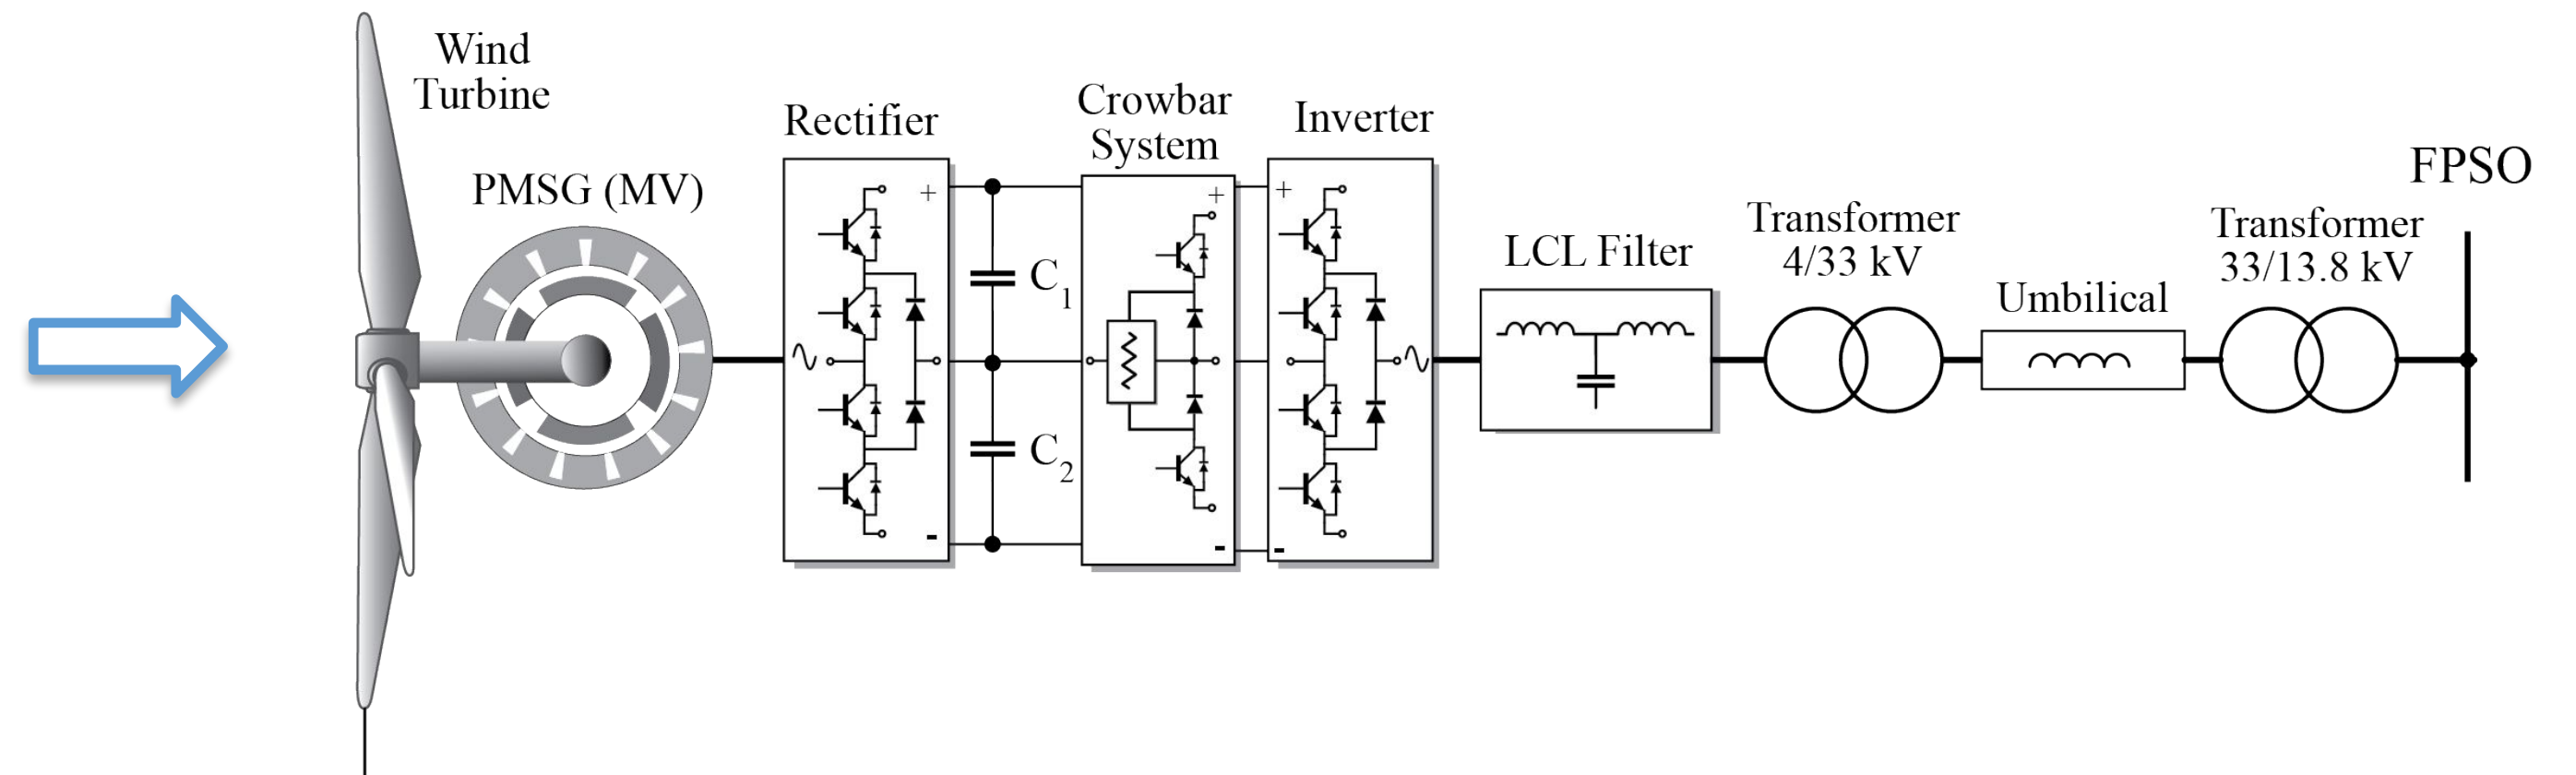 Wind
Turbine
PMSG (MV)
Rectifier
+
-
C1
C2
Crowbar
System
+
-
Inverter
+
-
LCL Filter
Transformer
4/33 kV
Umbilical
Transformer
33/13.8 kV
FPSO